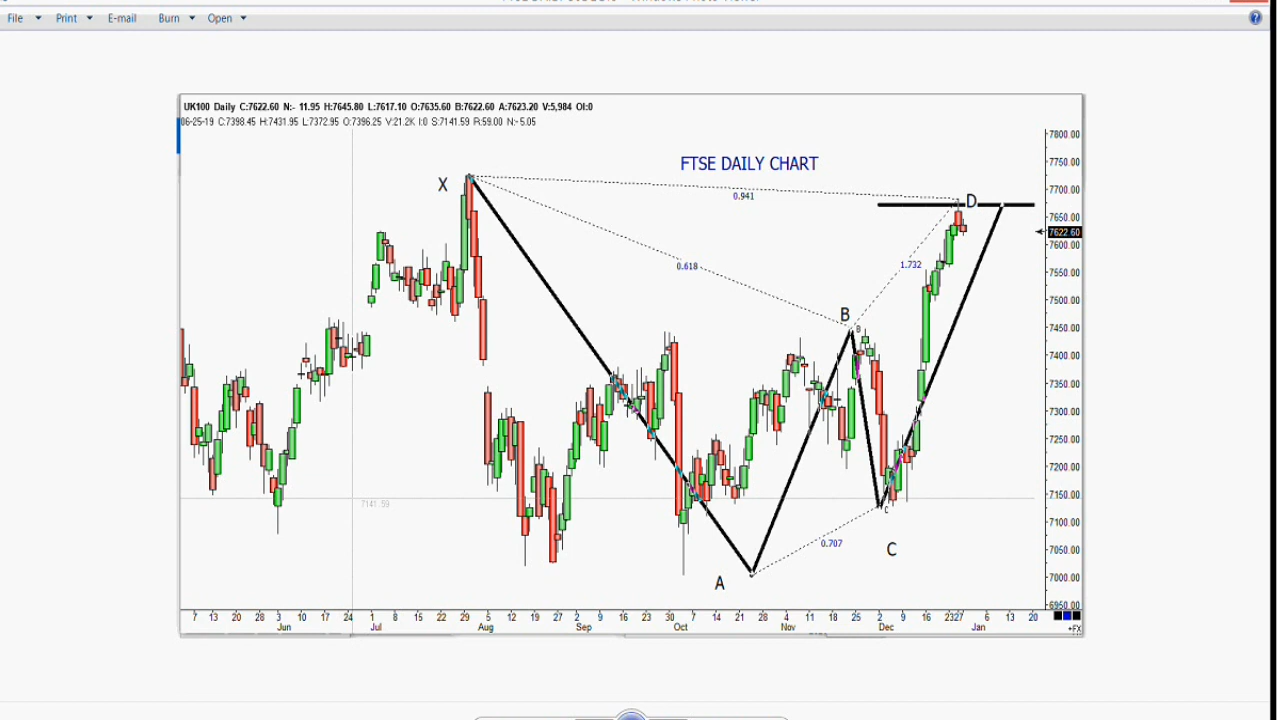 File Print E-mail Burn Open
UK100 Daily C:7622.60 N:- 11.95 H:7645.80 L:7617.10 O:7635.60 B:7622.60 A:7623.20 V:5,984 OI:0
06-25-19 C:7398.45 H:7431.95 L:7372.95 O:7396.25 V:21.2K I:0 S:7141.59 R:59.00 N:-5.05
FTSE DAILY CHART
X
0.941
D
0.618
1.732
B
B
7141.59
C
0.707
C
A
7800.00
7750.00
7700.00
7650.00
7622.60
7600.00
7550.00
7500.00
7450.00
7400.00
7350.00
7300.00
7250.00
7200.00
7150.00
7100.00
7050.00
7000.00
6950.00
7 13 20 28 3 10 17 24 1 8 15 22 29 5 12 19 27 2 9 16 23 30 7 14 21 28 4 11 18 25 2 9 16 2327 6 13 20
Jun Jul Aug Sep Oct Nov Dec Jan
+FX